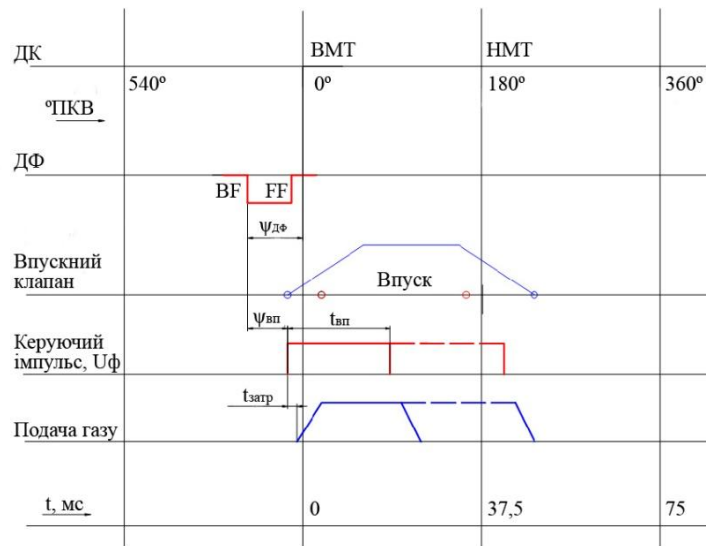 ДК
ВМТ
НМТ
540º
0º
180º
360º
ºПКВ
ДФ
BF
FF
ΨДФ
Впускний
клапан
Впуск
Ψвп
tвп
Керуючий
імпульс, Uф
tзатр
Подача газу
t, мс
0
37,5
75